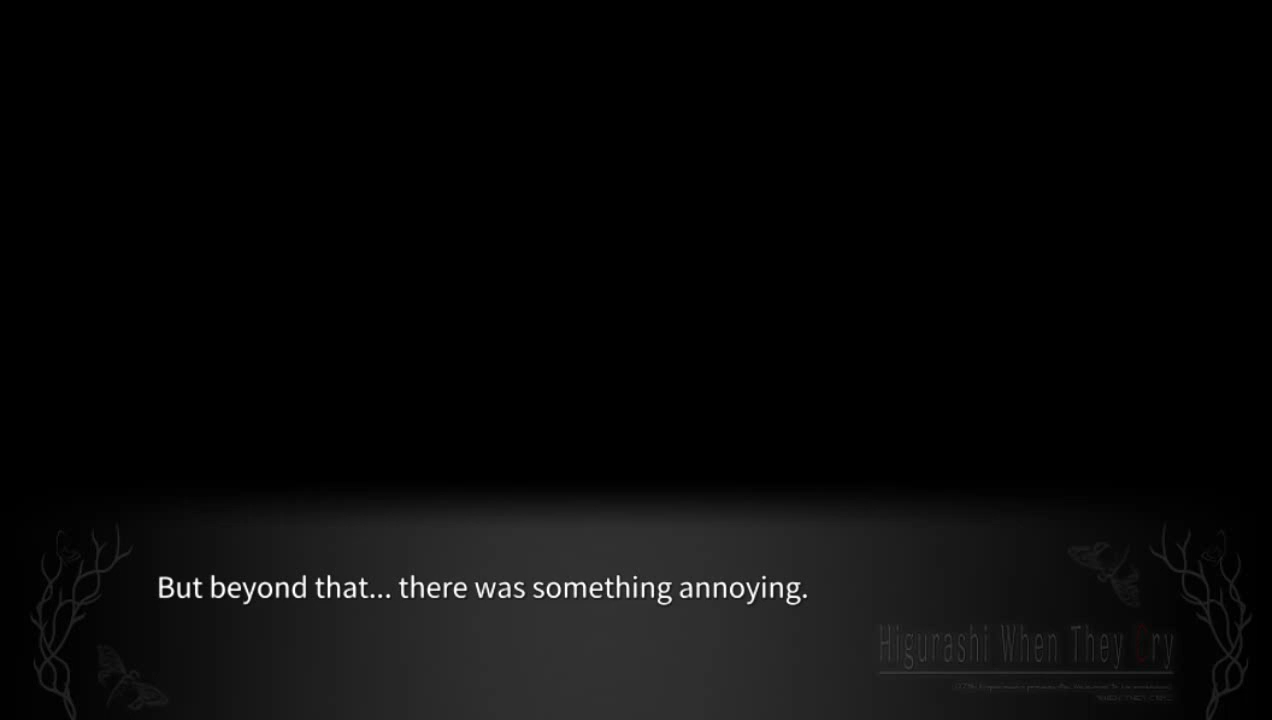 But beyond that... there was something annoying.
Higurashi When They Cry